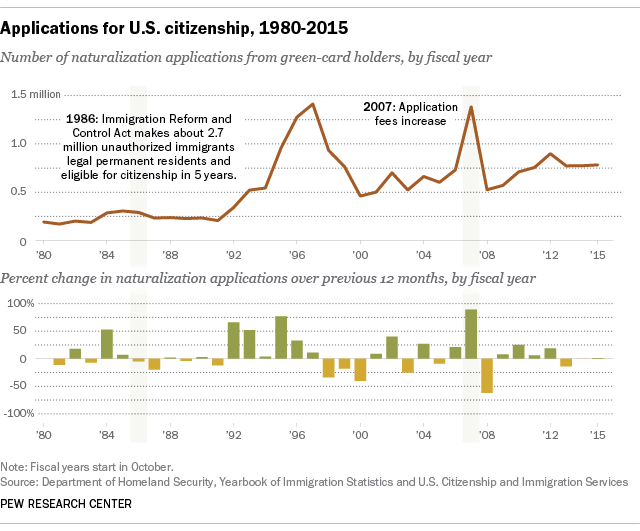 Applications for U.S. citizenship, 1980-2015
Number of naturalization applications from green-card holders, by fiscal year
1.5 million
1.0
0.5
0
1986: Immigration Reform and
Control Act makes about 2.7
million unauthorized immigrants
legal permanent residents and
eligible for citizenship in 5 years.
2007: Application
fees increase
'80 '84 '88 '92 '96 '00 '04 '08 '12 '15
Percent change in naturalization applications over previous 12 months, by fiscal year
100%
50
0
-50
-100%
'80 '84 '88 '92 '96 '00 '04 '08 '12 '15
Note: Fiscal years start in October.
Source: Department of Homeland Security, Yearbook of Immigration Statistics and U.S. Citizenship and Immigration Services
PEW RESEARCH CENTER